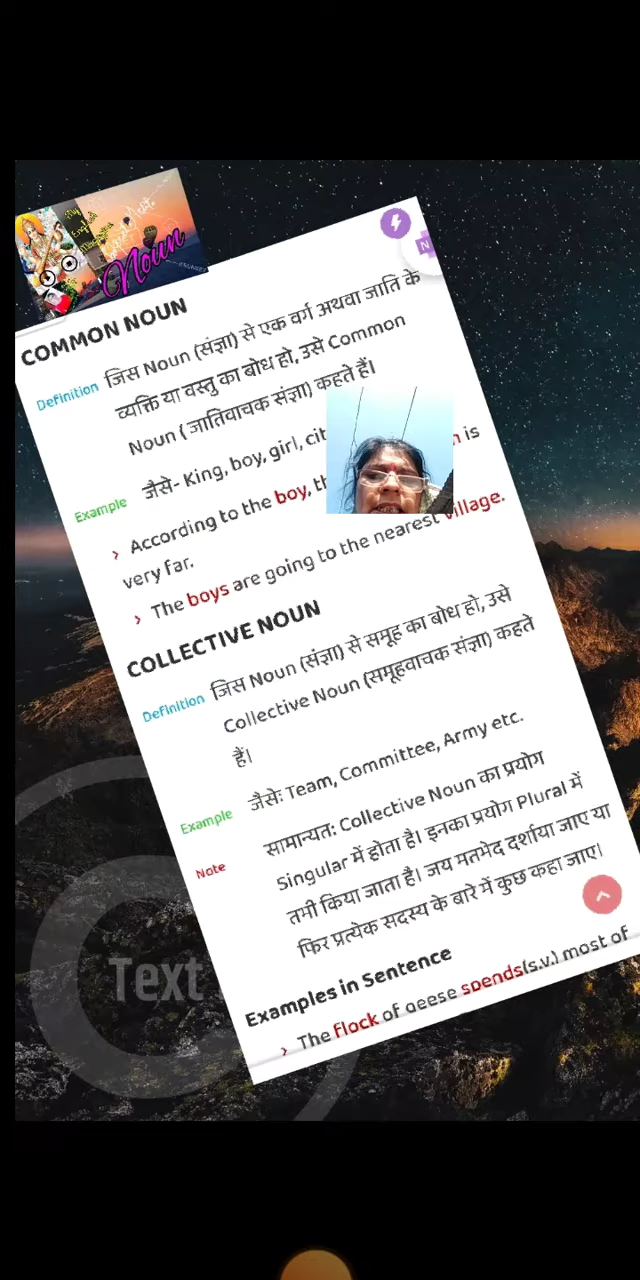 Noun
COMMON NOUN
Definition जिस Noun (संज्ञा) से एक वर्ग अथवा जाति के
व्यक्ति या वस्तु का बोध हो, उसे Common
Noun ( जातिवाचक संज्ञा) कहते हैं।
Example जैसे- King, boy, girl, cit
› According to the boy, th n is
very far.
› The boys are going to the nearest village.
COLLECTIVE NOUN
Definition जिस Noun (संज्ञा) से समूह का बोध हो, उसे
Collective Noun (समूहवाचक संज्ञा) कहते
हैं।
Example जैसेः Team, Committee, Army etc.
Note सामान्यत: Collective Noun का प्रयोग
Singular में होता है। इनका प्रयोग Plural में
तभी किया जाता है। जय मतभेद दर्शाया जाए या
फिर प्रत्येक सदस्य के बारे में कुछ कहा जाए।
Examples in Sentence
› The flock of geese spends(s.v.) most of
Text
N